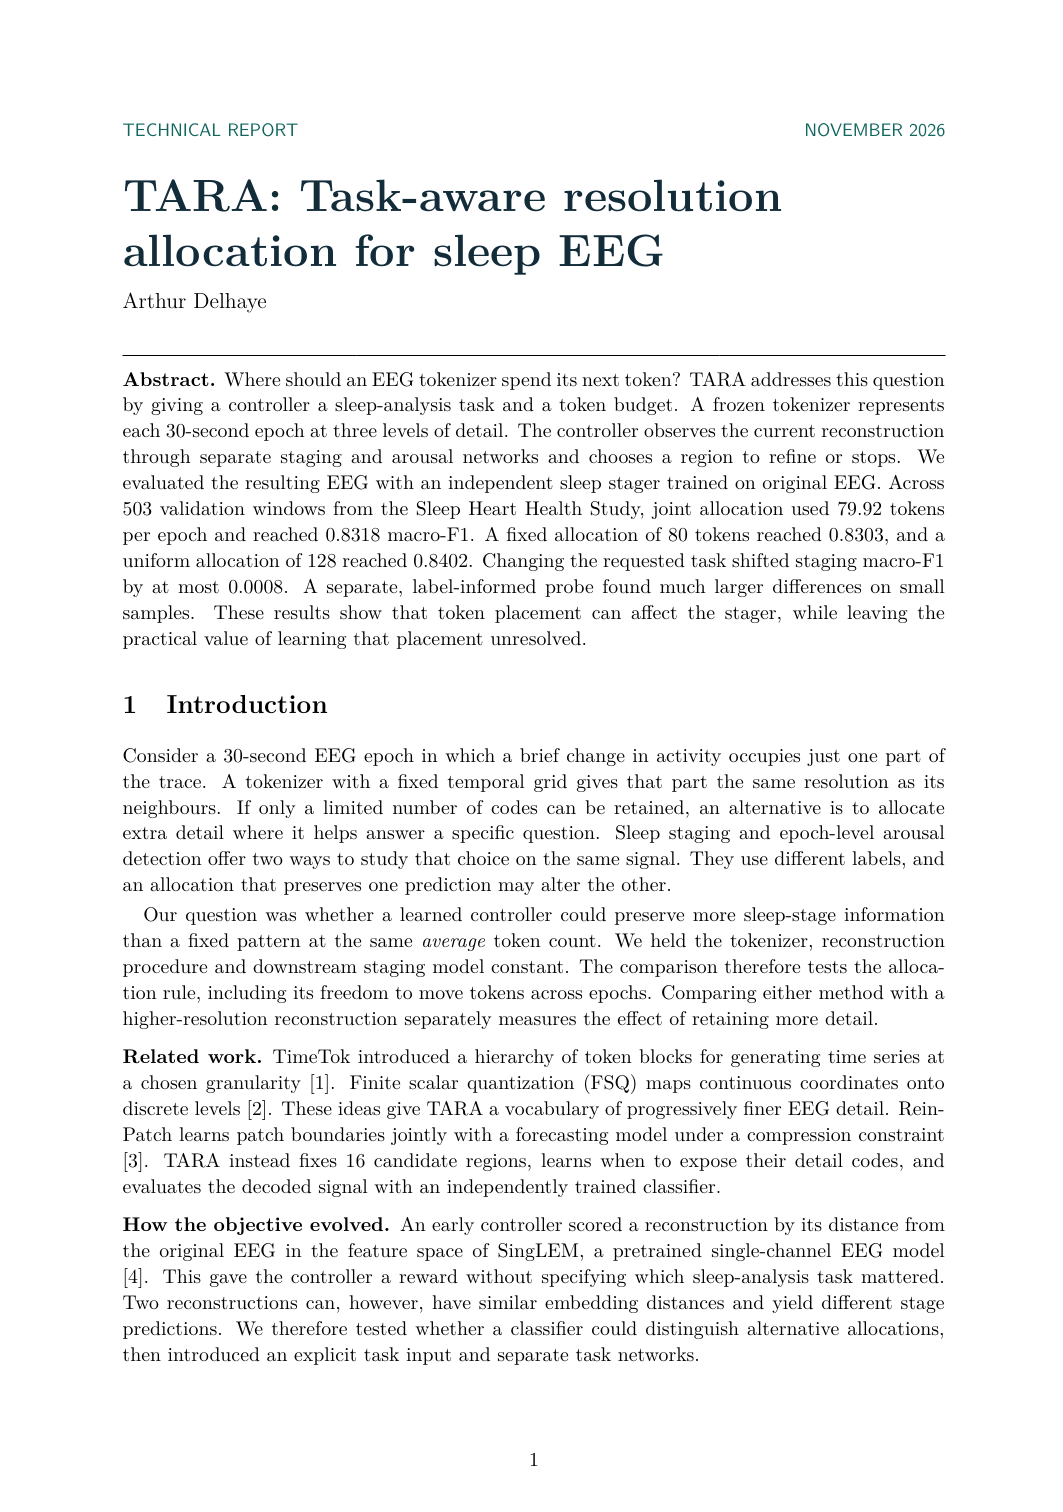 TECHNICAL REPORT
NOVEMBER 2026
TARA: Task-aware resolution
allocation for sleep EEG
Arthur Delhaye
Abstract. Where should an EEG tokenizer spend its next token? TARA addresses this question
by giving a controller a sleep-analysis task and a token budget. A frozen tokenizer represents
each 30-second epoch at three levels of detail. The controller observes the current reconstruction
through separate staging and arousal networks and chooses a region to refine or stops. We
evaluated the resulting EEG with an independent sleep stager trained on original EEG. Across
503 validation windows from the Sleep Heart Health Study, joint allocation used 79.92 tokens
per epoch and reached 0.8318 macro-F1. A fixed allocation of 80 tokens reached 0.8303, and a
uniform allocation of 128 reached 0.8402. Changing the requested task shifted staging macro-F1
by at most 0.0008. A separate, label-informed probe found much larger differences on small
samples. These results show that token placement can affect the stager, while leaving the
practical value of learning that placement unresolved.
1 Introduction
Consider a 30-second EEG epoch in which a brief change in activity occupies just one part of
the trace. A tokenizer with a fixed temporal grid gives that part the same resolution as its
neighbours. If only a limited number of codes can be retained, an alternative is to allocate
extra detail where it helps answer a specific question. Sleep staging and epoch-level arousal
detection offer two ways to study that choice on the same signal. They use different labels, and
an allocation that preserves one prediction may alter the other.
Our question was whether a learned controller could preserve more sleep-stage information
than a fixed pattern at the same average token count. We held the tokenizer, reconstruction
procedure and downstream staging model constant. The comparison therefore tests the alloca-
tion rule, including its freedom to move tokens across epochs. Comparing either method with a
higher-resolution reconstruction separately measures the effect of retaining more detail.
Related work. TimeTok introduced a hierarchy of token blocks for generating time series at
a chosen granularity [1]. Finite scalar quantization (FSQ) maps continuous coordinates onto
discrete levels [2]. These ideas give TARA a vocabulary of progressively finer EEG detail. Rein-
Patch learns patch boundaries jointly with a forecasting model under a compression constraint
[3]. TARA instead fixes 16 candidate regions, learns when to expose their detail codes, and
evaluates the decoded signal with an independently trained classifier.
How the objective evolved. An early controller scored a reconstruction by its distance from
the original EEG in the feature space of SingLEM, a pretrained single-channel EEG model
[4]. This gave the controller a reward without specifying which sleep-analysis task mattered.
Two reconstructions can, however, have similar embedding distances and yield different stage
predictions. We therefore tested whether a classifier could distinguish alternative allocations,
then introduced an explicit task input and separate task networks.
1